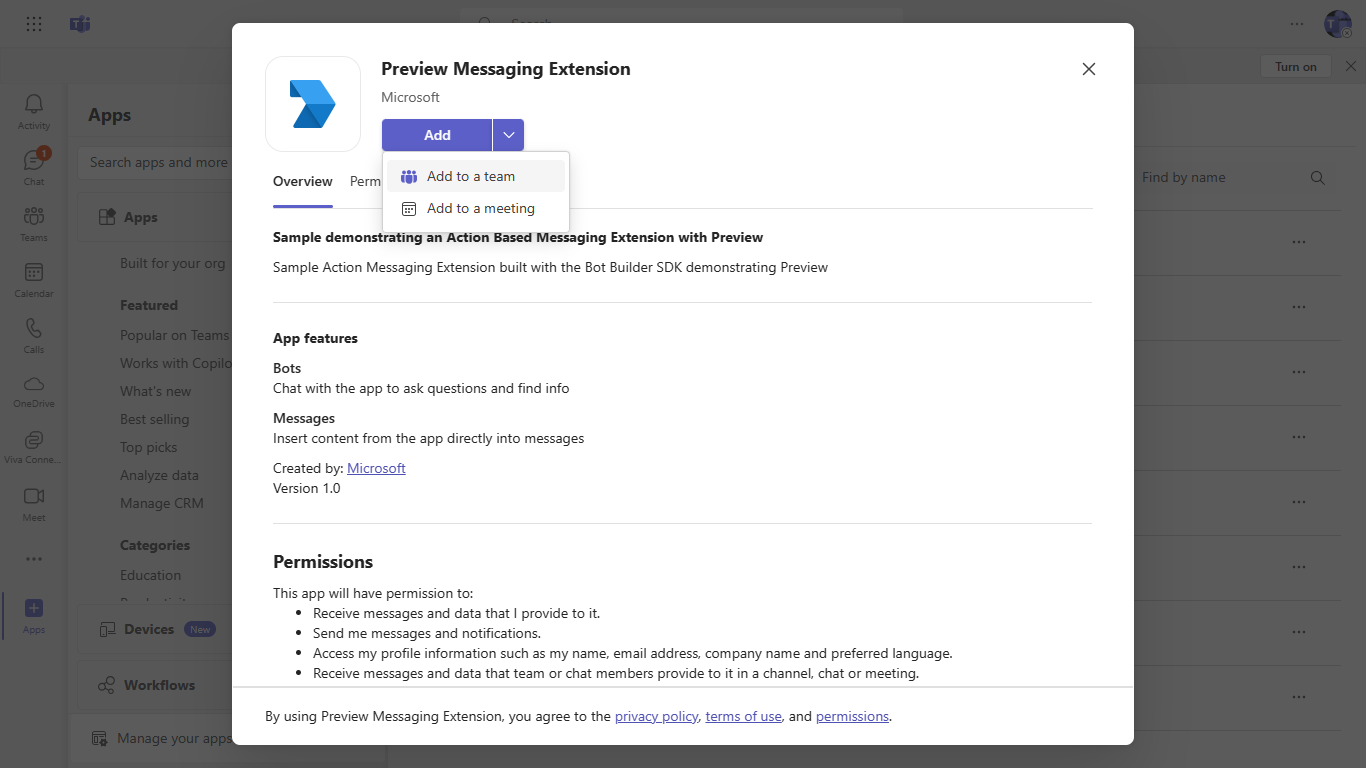 Search
Turn on
Activity
Chat
1
Teams
Calendar
Calls
OneDrive
Viva Conne...
Meet
Apps
Apps
Search apps and more
Apps
Built for your org
Featured
Popular on Teams
Works with Copilo
What's new
Best selling
Top picks
Analyze data
Manage CRM
Categories
Education
Devices New
Workflows
Manage your apps
Find by name
Preview Messaging Extension
Microsoft
Add
Add to a team
Add to a meeting
Overview Perm
Sample demonstrating an Action Based Messaging Extension with Preview
Sample Action Messaging Extension built with the Bot Builder SDK demonstrating Preview
App features
Bots
Chat with the app to ask questions and find info
Messages
Insert content from the app directly into messages
Created by: Microsoft
Version 1.0
Permissions
This app will have permission to:
• Receive messages and data that I provide to it.
• Send me messages and notifications.
• Access my profile information such as my name, email address, company name and preferred language.
• Receive messages and data that team or chat members provide to it in a channel, chat or meeting.
By using Preview Messaging Extension, you agree to the privacy policy, terms of use, and permissions.